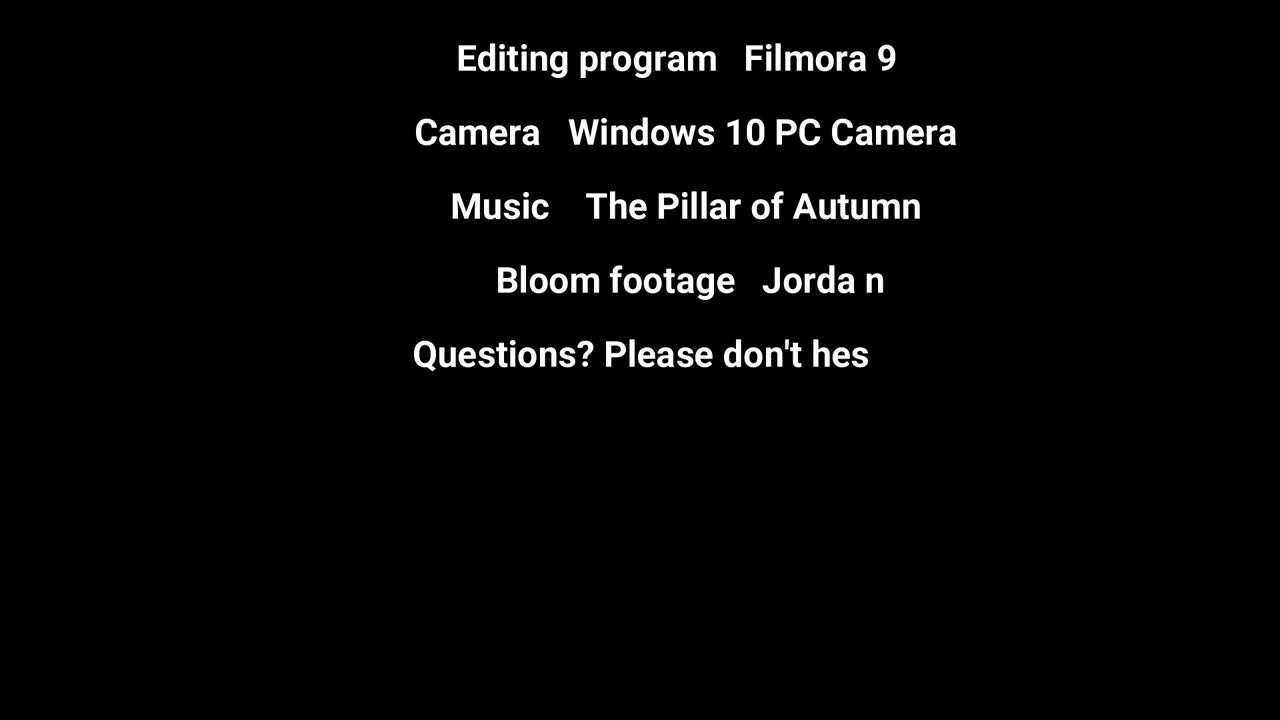 Editing program   Filmora 9
Camera   Windows 10 PC Camera
Music    The Pillar of Autumn
Bloom footage   Jorda n
Questions? Please don't hes